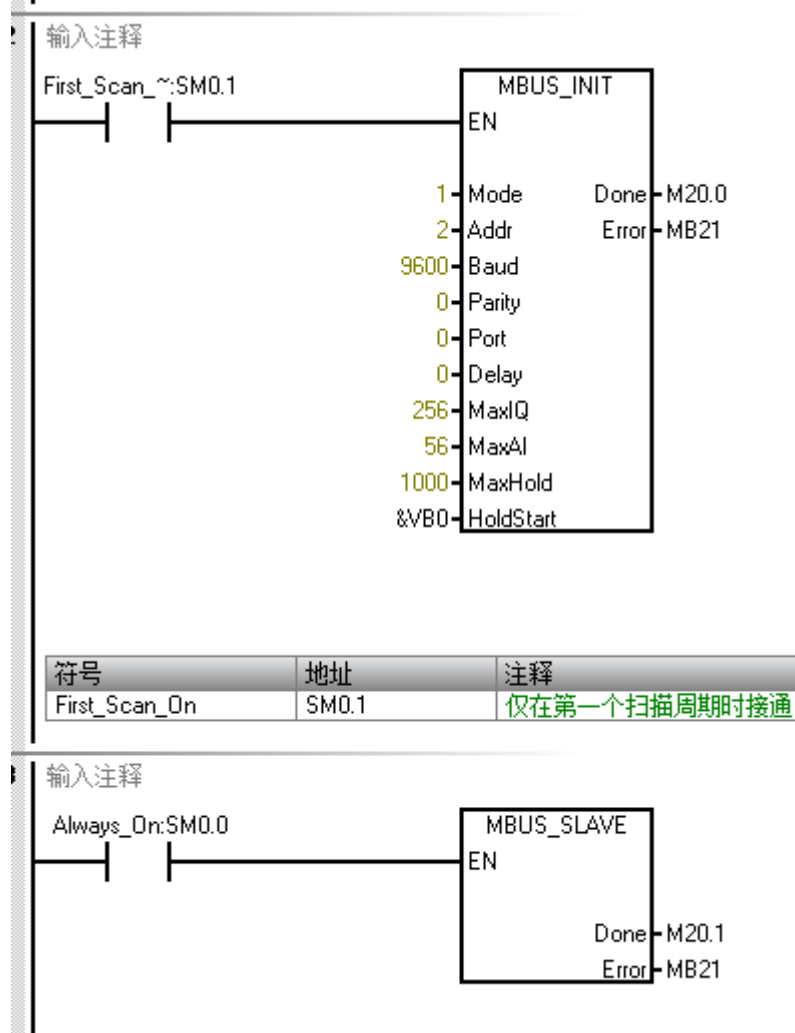 输入注释
First_Scan_~:SM0.1
MBUS_INIT
EN
1 Mode Done M20.0
2 Addr Error MB21
9600 Baud
0 Parity
0 Port
0 Delay
256 MaxIQ
56 MaxAI
1000 MaxHold
&VB0 HoldStart
符号 地址 注释
First_Scan_On SM0.1 仅在第一个扫描周期时接通
输入注释
Always_On:SM0.0
MBUS_SLAVE
EN
Done M20.1
Error MB21